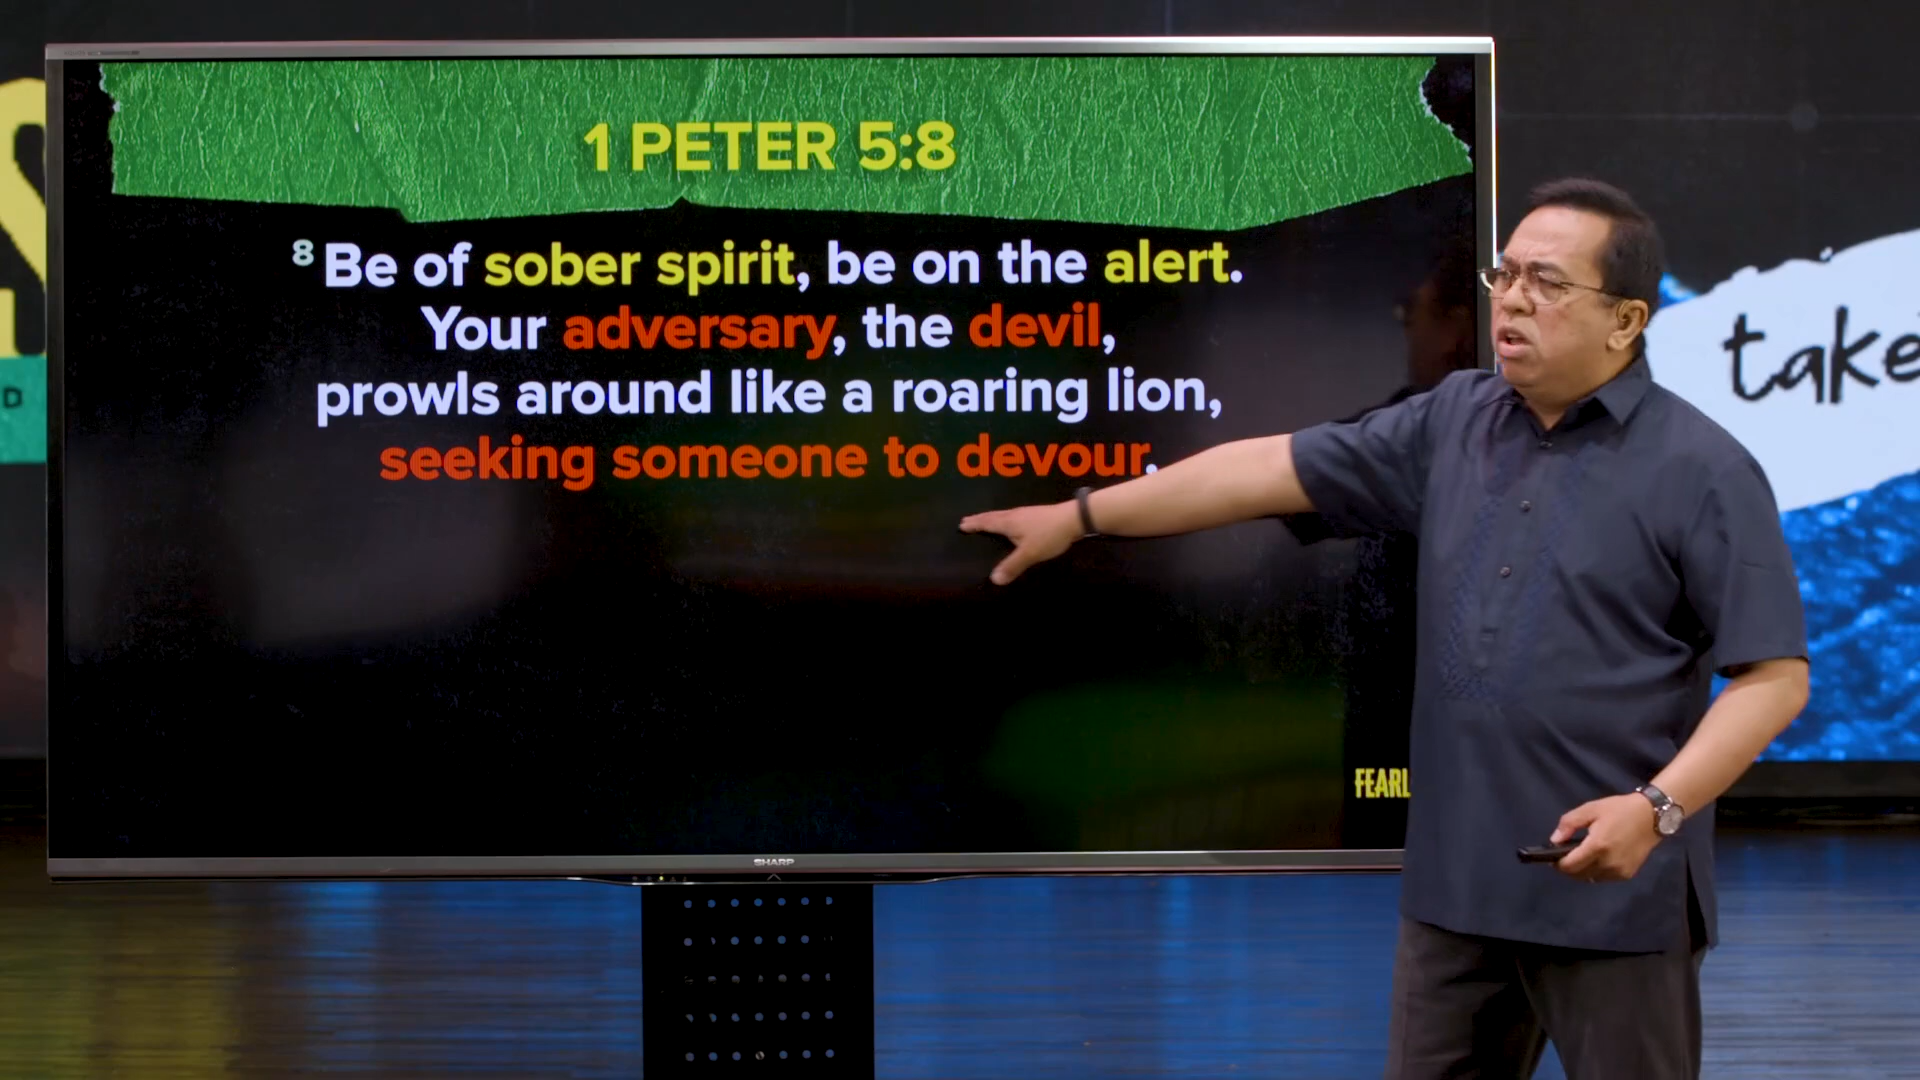 1 PETER 5:8
8 Be of sober spirit, be on the alert.
Your adversary, the devil,
prowls around like a roaring lion,
seeking someone to devour.
take
FEARL
SHARP
S
D